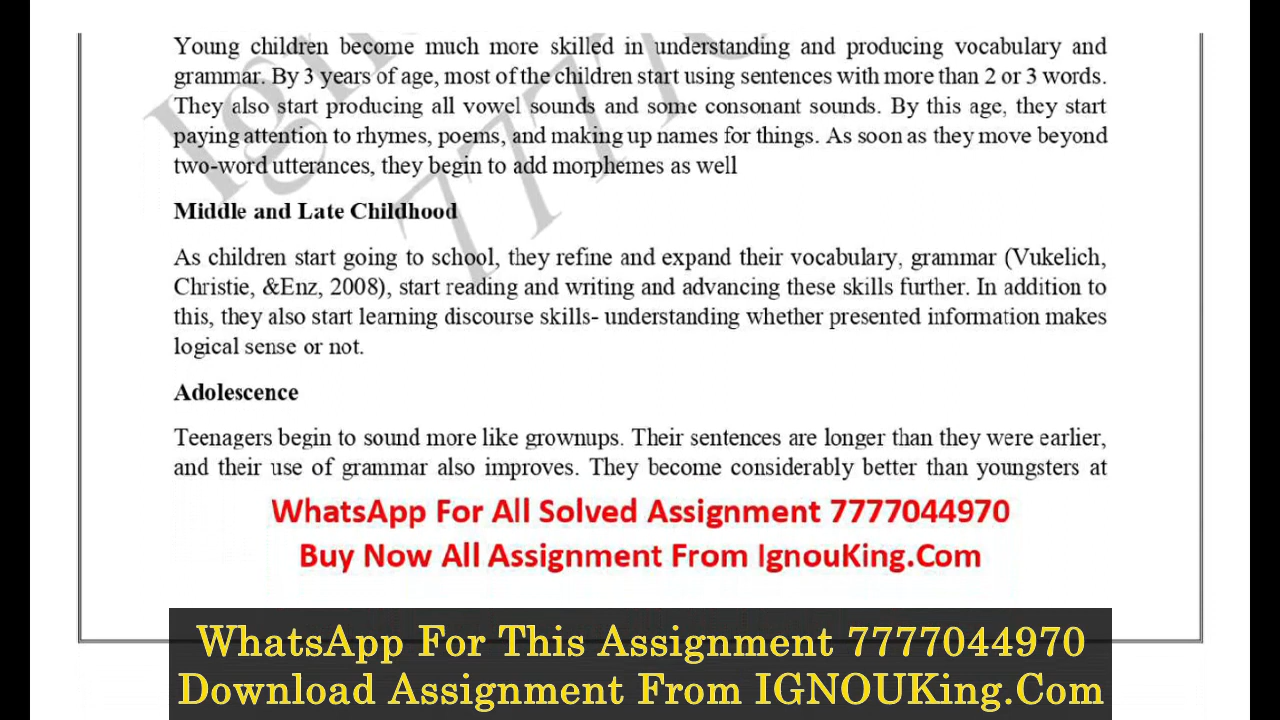 Young children become much more skilled in understanding and producing vocabulary and
grammar. By 3 years of age, most of the children start using sentences with more than 2 or 3 words.
They also start producing all vowel sounds and some consonant sounds. By this age, they start
paying attention to rhymes, poems, and making up names for things. As soon as they move beyond
two-word utterances, they begin to add morphemes as well
Middle and Late Childhood
As children start going to school, they refine and expand their vocabulary, grammar (Vukelich,
Christie, &Enz, 2008), start reading and writing and advancing these skills further. In addition to
this, they also start learning discourse skills- understanding whether presented information makes
logical sense or not.
Adolescence
Teenagers begin to sound more like grownups. Their sentences are longer than they were earlier,
and their use of grammar also improves. They become considerably better than youngsters at
WhatsApp For All Solved Assignment 7777044970
Buy Now All Assignment From IgnouKing.Com
WhatsApp For This Assignment 7777044970
Download Assignment From IGNOUKing.Com